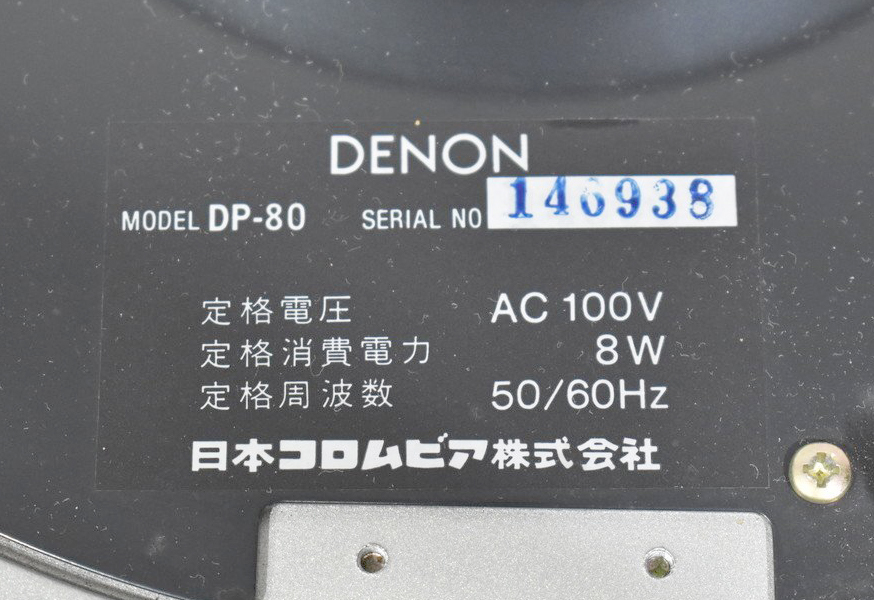 DENON
MODEL DP-80 SERIAL NO 146938
定格電圧 AC 100V
定格消費電力 8W
定格周波数 50/60Hz
日本コロムビア株式会社